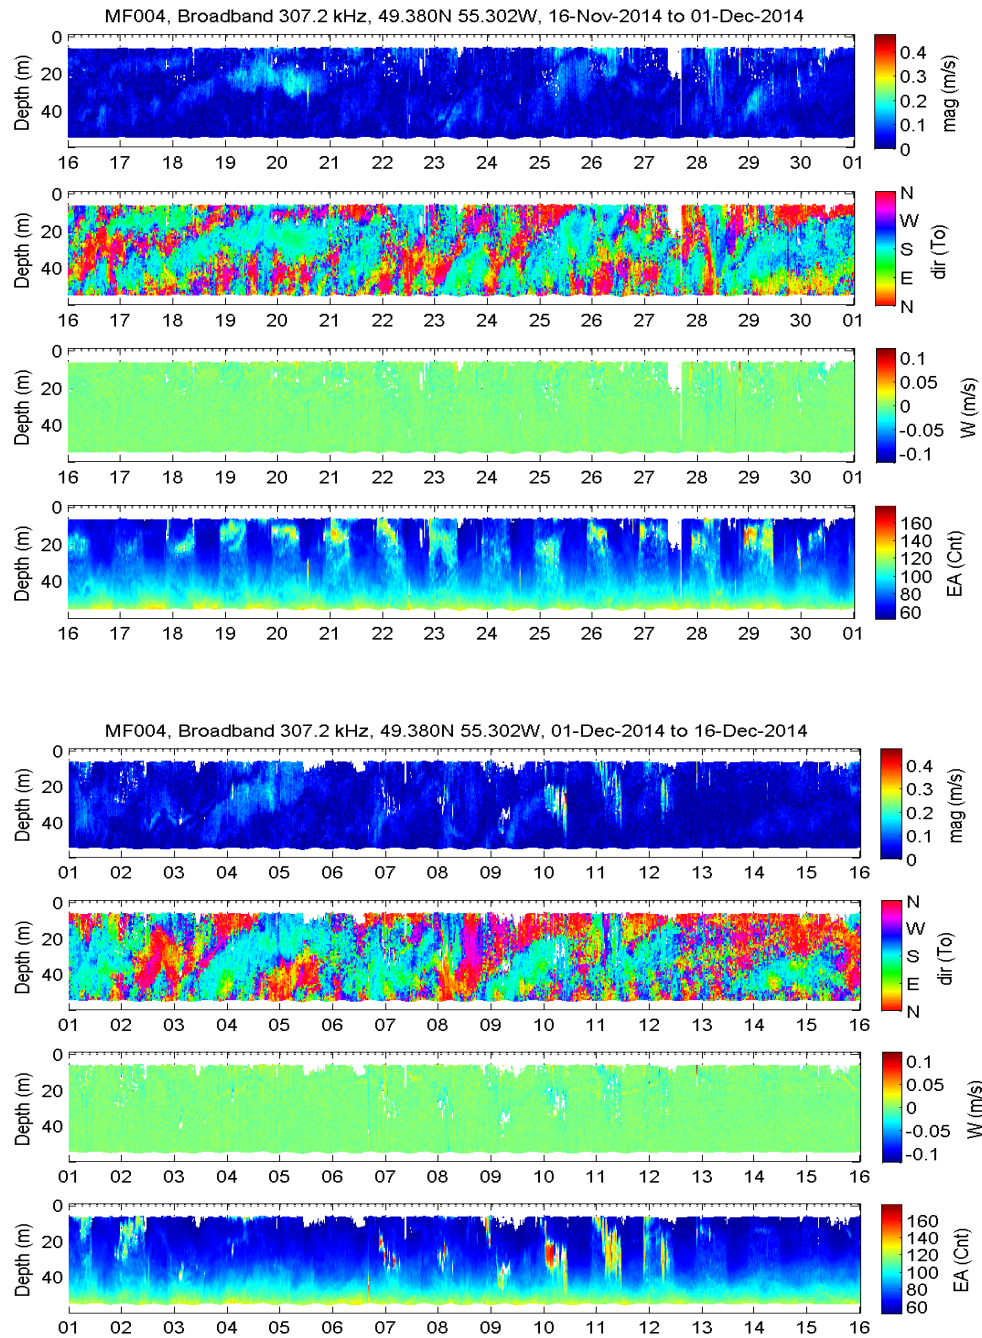 MF004, Broadband 307.2 kHz, 49.380N 55.302W, 16-Nov-2014 to 01-Dec-2014
0
20
40
Depth (m)
16 17 18 19 20 21 22 23 24 25 26 27 28 29 30 01
0.4
0.3
0.2
0.1
0
mag (m/s)
0
20
40
Depth (m)
16 17 18 19 20 21 22 23 24 25 26 27 28 29 30 01
N
W
S
E
N
dir (To)
0
20
40
Depth (m)
16 17 18 19 20 21 22 23 24 25 26 27 28 29 30 01
0.1
0.05
0
-0.05
-0.1
W (m/s)
0
20
40
Depth (m)
16 17 18 19 20 21 22 23 24 25 26 27 28 29 30 01
160
140
120
100
80
60
EA (Cnt)
MF004, Broadband 307.2 kHz, 49.380N 55.302W, 01-Dec-2014 to 16-Dec-2014
0
20
40
Depth (m)
01 02 03 04 05 06 07 08 09 10 11 12 13 14 15 16
0.4
0.3
0.2
0.1
0
mag (m/s)
0
20
40
Depth (m)
01 02 03 04 05 06 07 08 09 10 11 12 13 14 15 16
N
W
S
E
N
dir (To)
0
20
40
Depth (m)
01 02 03 04 05 06 07 08 09 10 11 12 13 14 15 16
0.1
0.05
0
-0.05
-0.1
W (m/s)
0
20
40
Depth (m)
01 02 03 04 05 06 07 08 09 10 11 12 13 14 15 16
160
140
120
100
80
60
EA (Cnt)